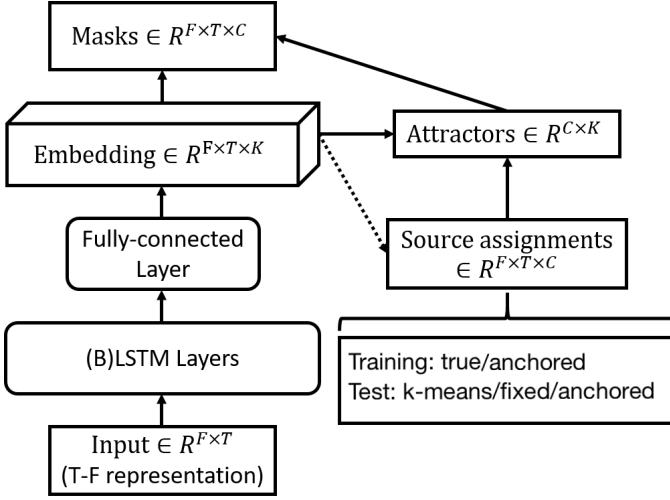 Masks ∈ R^{F×T×C}
Embedding ∈ R^{F×T×K}
Attractors ∈ R^{C×K}
Fully-connected
Layer
Source assignments
∈ R^{F×T×C}
(B)LSTM Layers
Training: true/anchored
Test: k-means/fixed/anchored
Input ∈ R^{F×T}
(T-F representation)